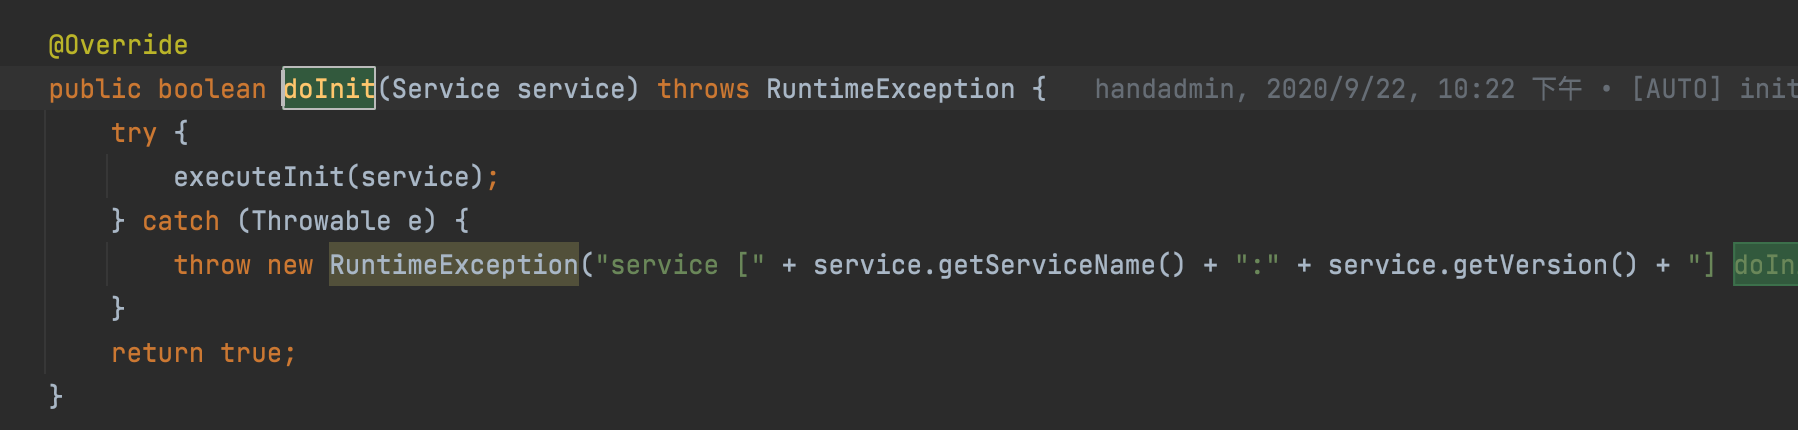 @Override
public boolean doInit(Service service) throws RuntimeException {   handadmin, 2020/9/22, 10:22 下午 • [AUTO] init
try {
executeInit(service);
} catch (Throwable e) {
throw new RuntimeException("service [" + service.getServiceName() + ":" + service.getVersion() + "] doIn
}
return true;
}